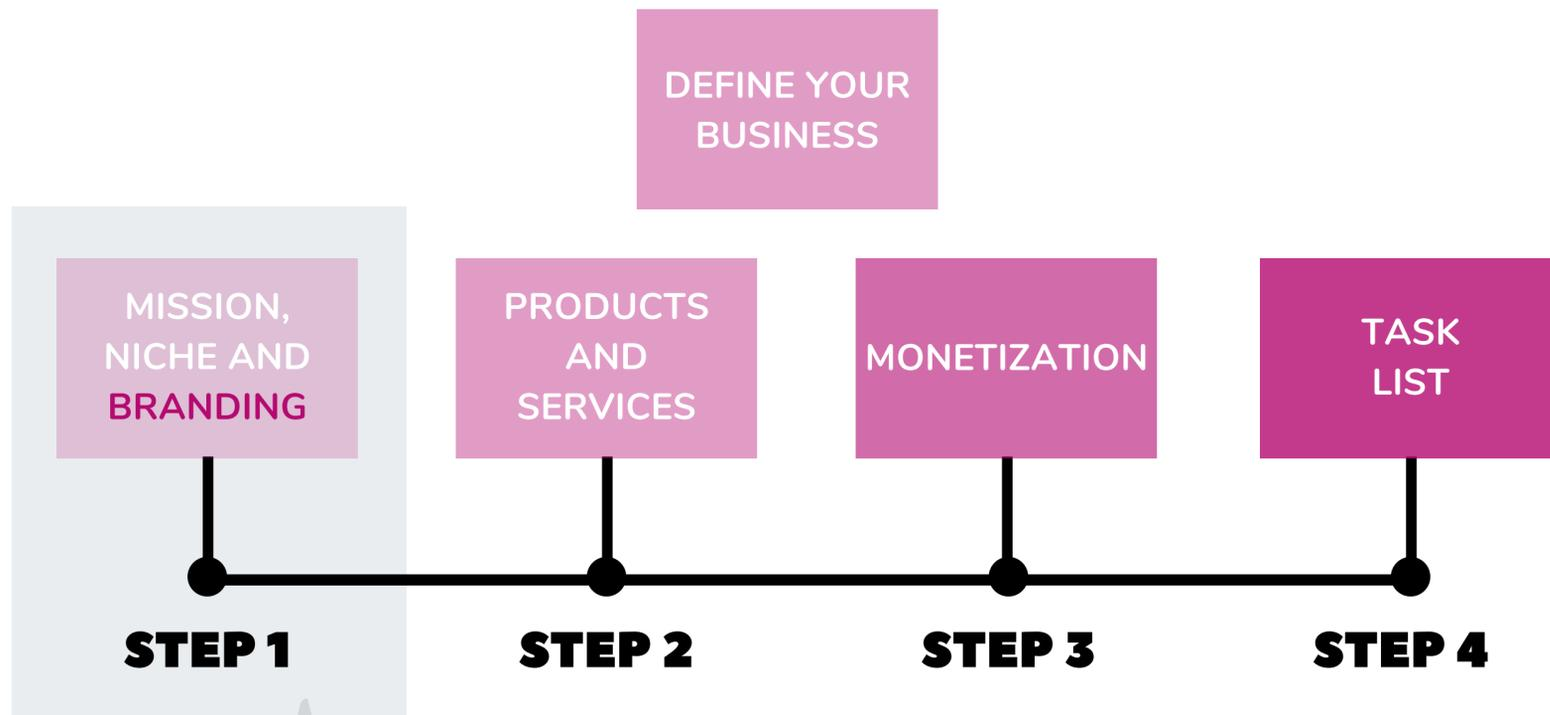 DEFINE YOUR
BUSINESS
MISSION,
NICHE AND
BRANDING
PRODUCTS
AND
SERVICES
MONETIZATION
TASK
LIST
STEP 1
STEP 2
STEP 3
STEP 4